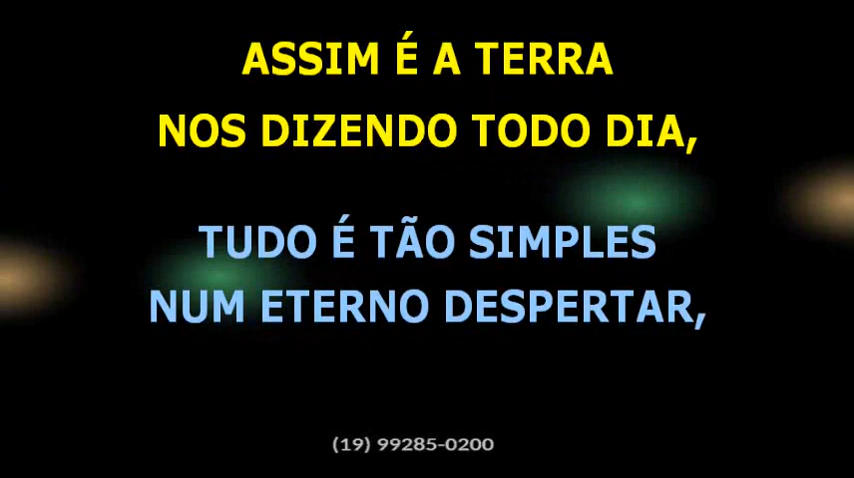 ASSIM É A TERRA
NOS DIZENDO TODO DIA,
TUDO É TÃO SIMPLES
NUM ETERNO DESPERTAR,
(19) 99285-0200